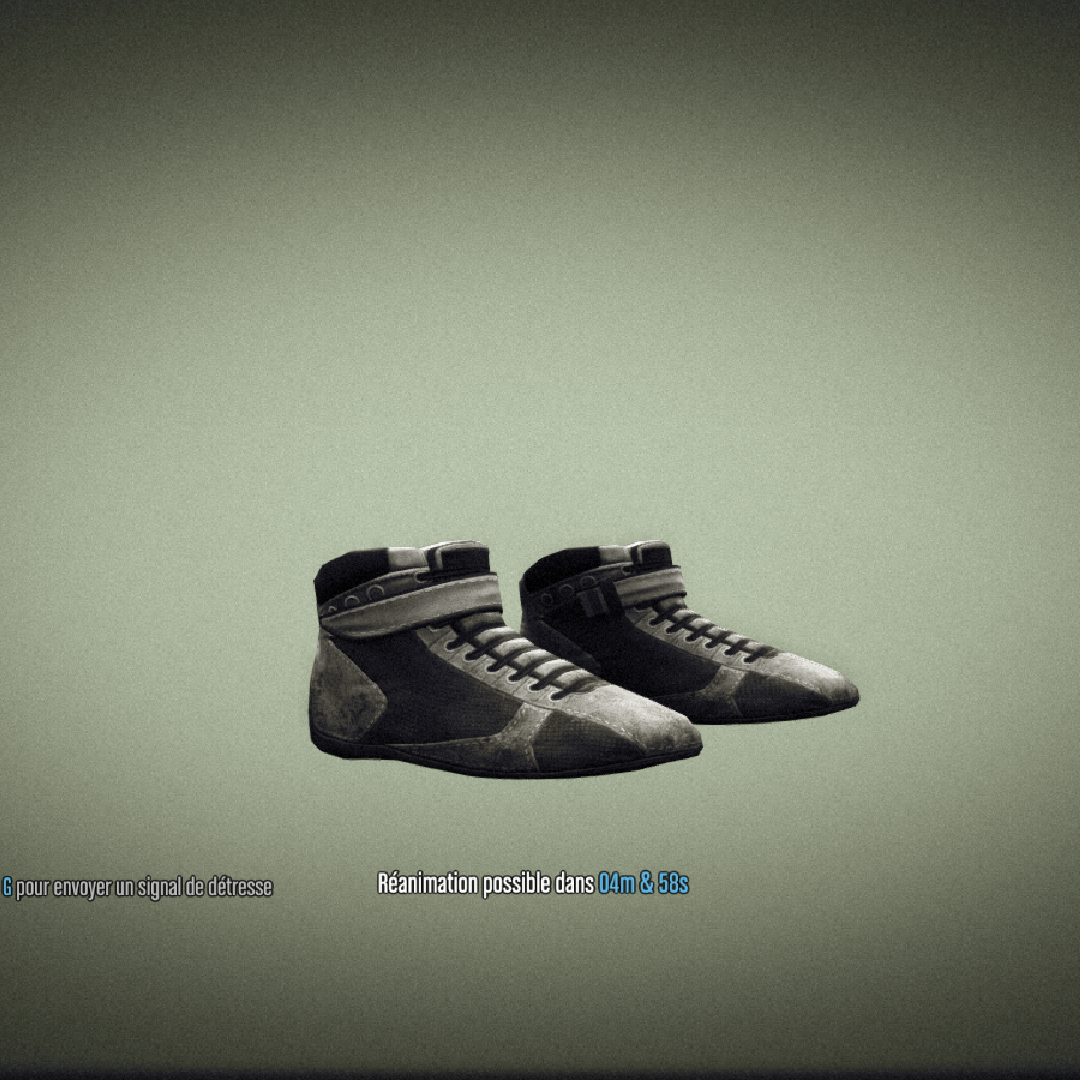 G pour envoyer un signal de détresse
Réanimation possible dans 04m & 58s